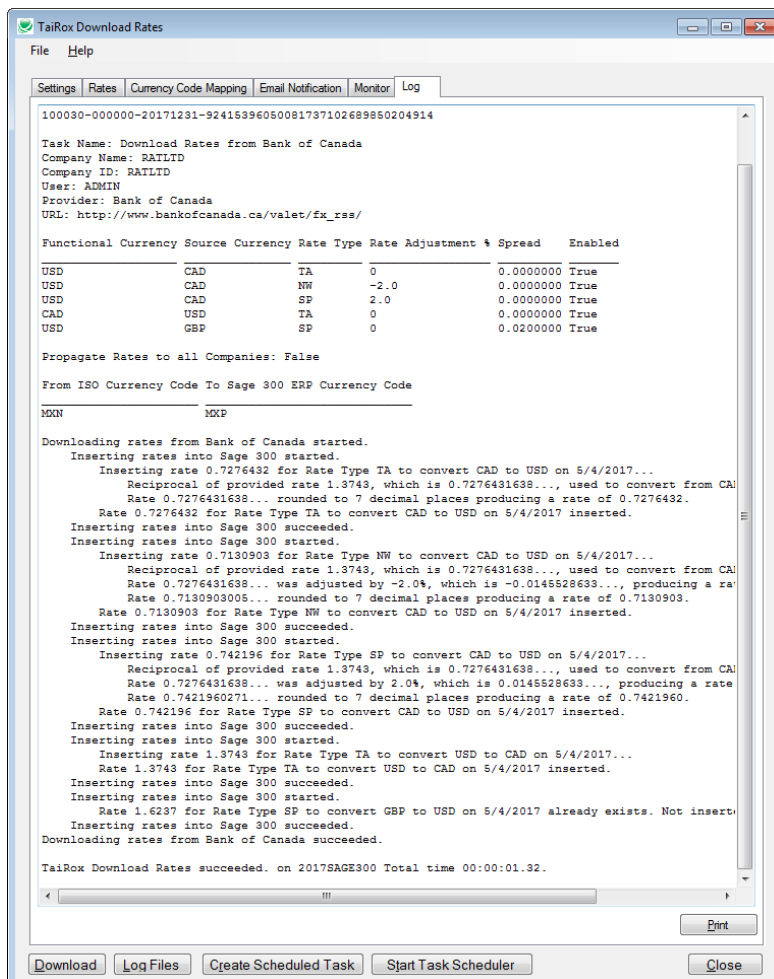 TaiRox Download Rates
File Help
Settings Rates Currency Code Mapping Email Notification Monitor Log
100030-000000-20171231-9241539605008173710268985020​4914
Task Name: Download Rates from Bank of Canada
Company Name: RATLTD
Company ID: RATLTD
User: ADMIN
Provider: Bank of Canada
URL: http://www.bankofcanada.ca/valet/fx_rss/
Functional Currency Source Currency Rate Type Rate Adjustment % Spread Enabled
USD CAD TA 0 0.0000000 True
USD CAD NW -2.0 0.0000000 True
USD CAD SP 2.0 0.0000000 True
CAD USD TA 0 0.0000000 True
USD GBP SP 0 0.0200000 True
Propagate Rates to all Companies: False
From ISO Currency Code To Sage 300 ERP Currency Code
MXN MXP
Downloading rates from Bank of Canada started.
Inserting rates into Sage 300 started.
Inserting rate 0.7276432 for Rate Type TA to convert CAD to USD on 5/4/2017...
Reciprocal of provided rate 1.3743, which is 0.7276431638..., used to convert from CA
Rate 0.7276431638... rounded to 7 decimal places producing a rate of 0.7276432.
Rate 0.7276432 for Rate Type TA to convert CAD to USD on 5/4/2017 inserted.
Inserting rates into Sage 300 succeeded.
Inserting rates into Sage 300 started.
Inserting rate 0.7130903 for Rate Type NW to convert CAD to USD on 5/4/2017...
Reciprocal of provided rate 1.3743, which is 0.7276431638..., used to convert from CA
Rate 0.7276431638... was adjusted by -2.0%, which is -0.0145528633..., producing a ra
Rate 0.7130903005... rounded to 7 decimal places producing a rate of 0.7130903.
Rate 0.7130903 for Rate Type NW to convert CAD to USD on 5/4/2017 inserted.
Inserting rates into Sage 300 succeeded.
Inserting rates into Sage 300 started.
Inserting rate 0.742196 for Rate Type SP to convert CAD to USD on 5/4/2017...
Reciprocal of provided rate 1.3743, which is 0.7276431638..., used to convert from CA
Rate 0.7276431638... was adjusted by 2.0%, which is 0.0145528633..., producing a rate
Rate 0.7421960271... rounded to 7 decimal places producing a rate of 0.7421960.
Rate 0.742196 for Rate Type SP to convert CAD to USD on 5/4/2017 inserted.
Inserting rates into Sage 300 succeeded.
Inserting rates into Sage 300 started.
Inserting rate 1.3743 for Rate Type TA to convert USD to CAD on 5/4/2017...
Rate 1.3743 for Rate Type TA to convert USD to CAD on 5/4/2017 inserted.
Inserting rates into Sage 300 succeeded.
Inserting rates into Sage 300 started.
Rate 1.6237 for Rate Type SP to convert GBP to USD on 5/4/2017 already exists. Not insert
Inserting rates into Sage 300 succeeded.
Downloading rates from Bank of Canada succeeded.
TaiRox Download Rates succeeded. on 2017SAGE300 Total time 00:00:01.32.
Print
Download Log Files Create Scheduled Task Start Task Scheduler Close